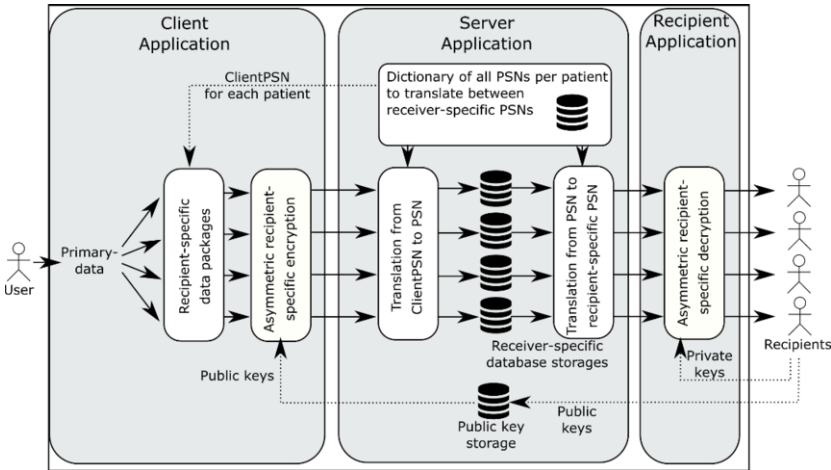 Client
Application
Server
Application
Recipient
Application
ClientPSN
for each patient
Dictionary of all PSNs per patient
to translate between
receiver-specific PSNs
User
Primary-
data
Recipient-specific
data packages
Asymmetric recipient-
specific encryption
Translation from
ClientPSN to PSN
Translation from PSN to
recipient-specific PSN
Asymmetric recipient-
specific decryption
Receiver-specific
database storages
Recipients
Public keys
Private
keys
Public key
storage
Public
keys